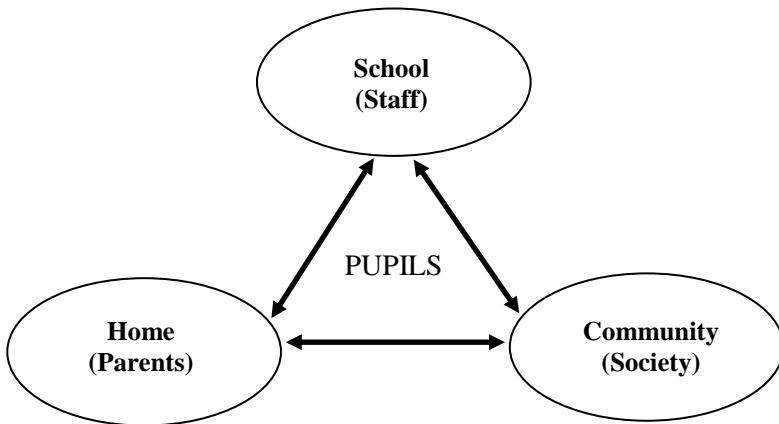 School
(Staff)
PUPILS
Home
(Parents)
Community
(Society)